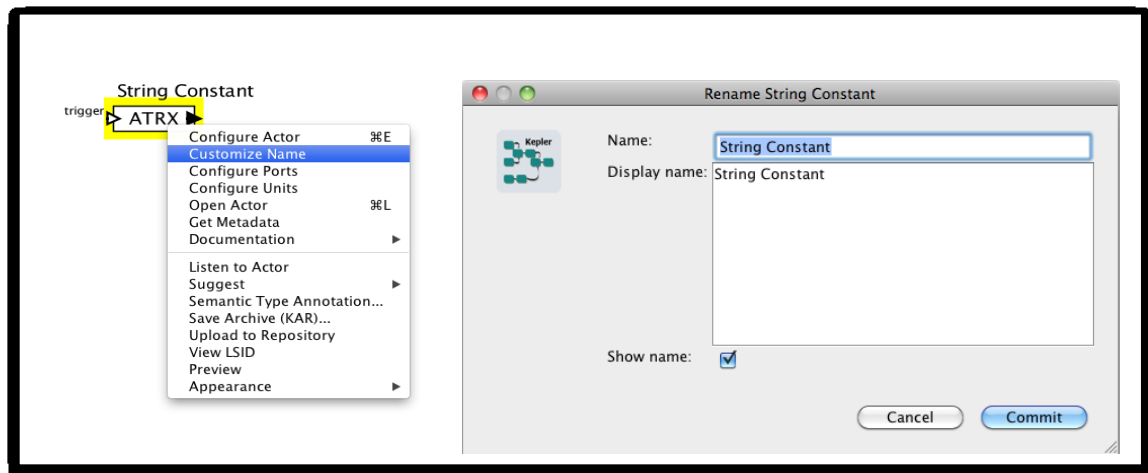 String Constant
trigger
ATRX
Configure Actor ⌘E
Customize Name
Configure Ports
Configure Units
Open Actor ⌘L
Get Metadata
Documentation
Listen to Actor
Suggest
Semantic Type Annotation...
Save Archive (KAR)...
Upload to Repository
View LSID
Preview
Appearance
Rename String Constant
Kepler
Name: String Constant
Display name: String Constant
Show name:
Cancel Commit